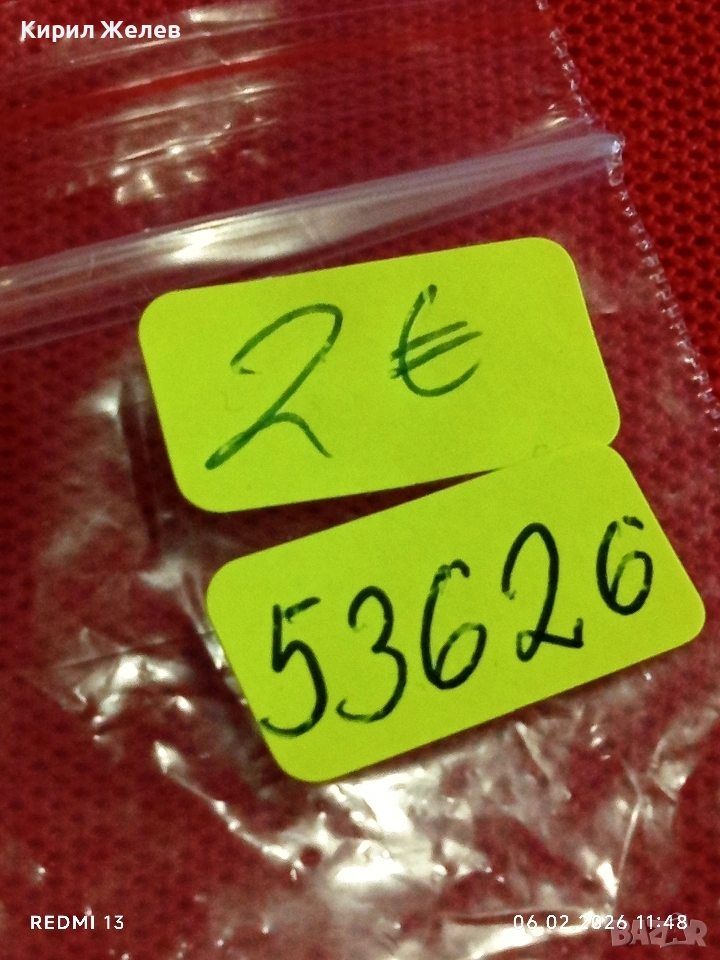 Кирил Желев
2 €
53626
REDMI 13
06.02.2026 11:48
BAZAR